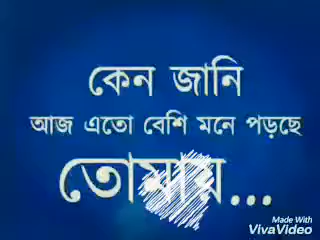 কেন জানি
আজ এতো বেশি মনে পড়ছে
তোমায়...
Made With
VivaVideo